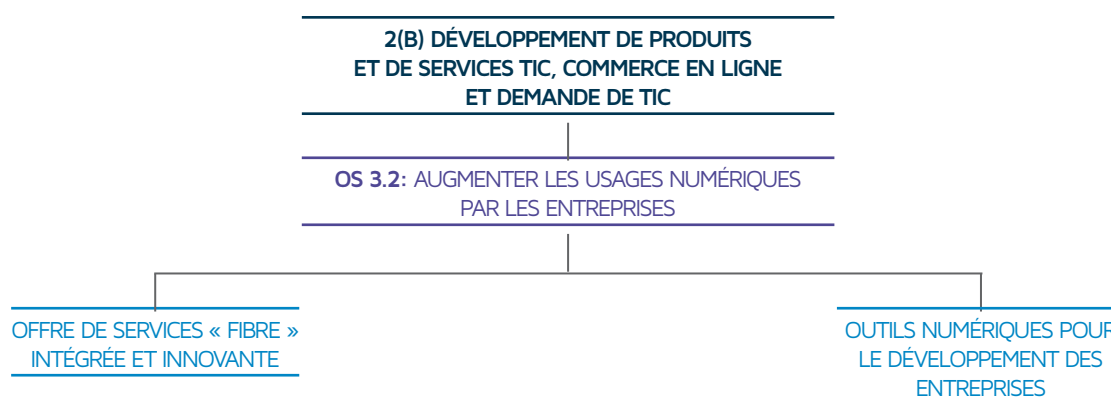 2(B) DÉVELOPPEMENT DE PRODUITS
ET DE SERVICES TIC, COMMERCE EN LIGNE
ET DEMANDE DE TIC
OS 3.2: AUGMENTER LES USAGES NUMÉRIQUES
PAR LES ENTREPRISES
OFFRE DE SERVICES « FIBRE »
INTÉGRÉE ET INNOVANTE
OUTILS NUMÉRIQUES POUR
LE DÉVELOPPEMENT DES
ENTREPRISES